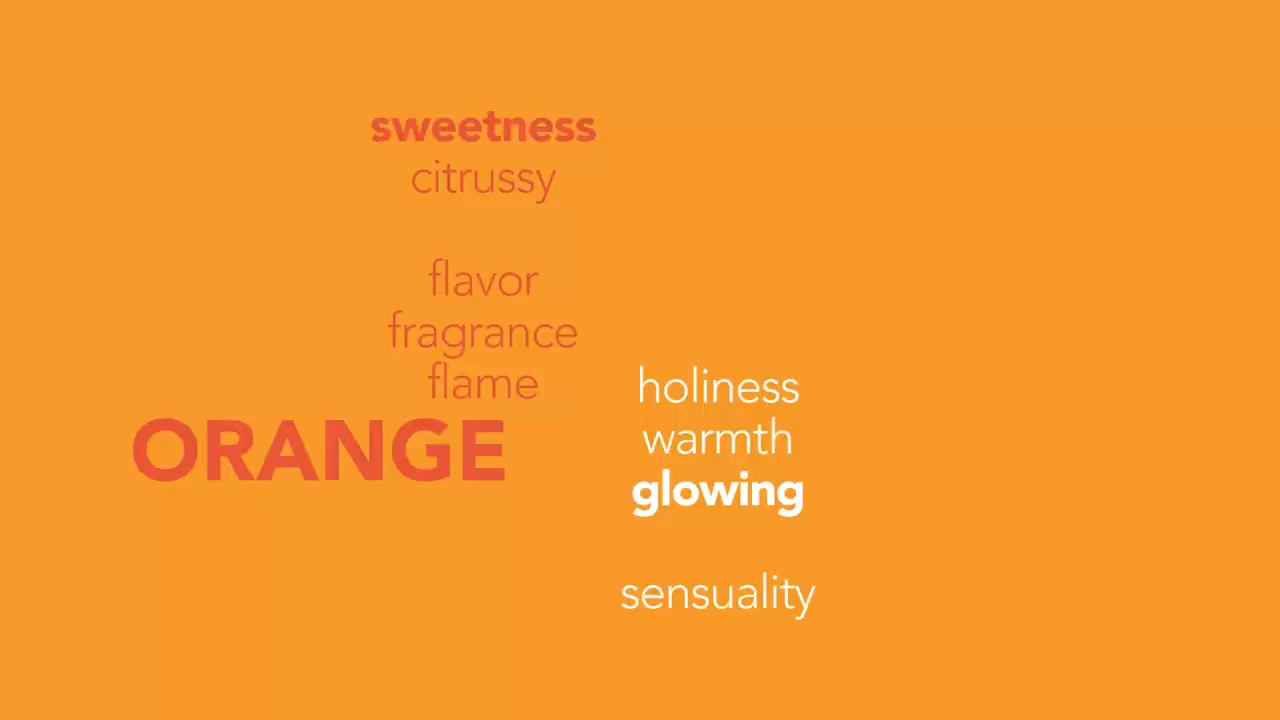 sweetness
citrussy
flavor
fragrance
flame
ORANGE
holiness
warmth
glowing
sensuality